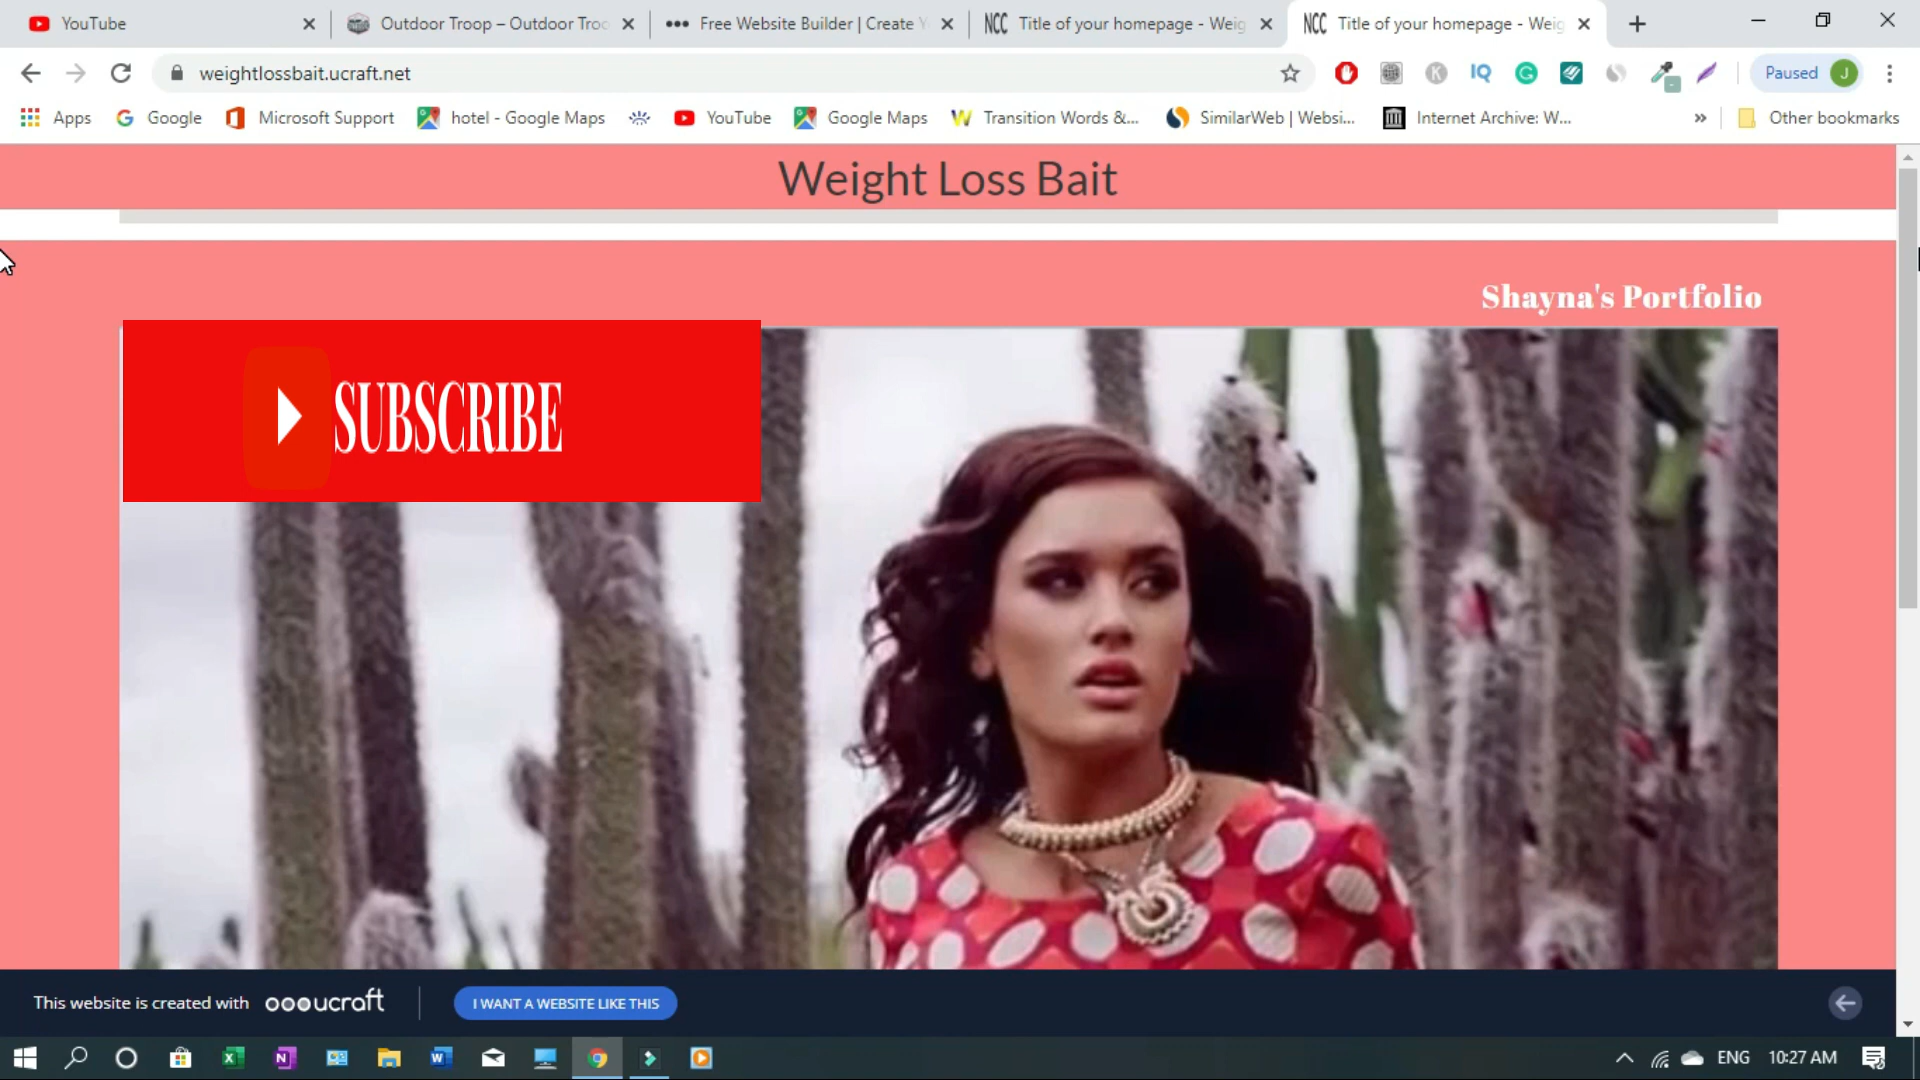 YouTube
Outdoor Troop – Outdoor Troo
Free Website Builder | Create Y
NCC Title of your homepage - Weig
NCC Title of your homepage - Weig
weightlossbait.ucraft.net
K
IQ
G
Paused J
Apps
Google
Microsoft Support
hotel - Google Maps
YouTube
Google Maps
Transition Words &...
SimilarWeb | Websi...
Internet Archive: W...
»
Other bookmarks
Weight Loss Bait
Shayna's Portfolio
SUBSCRIBE
This website is created with ucraft
I WANT A WEBSITE LIKE THIS
ENG 10:27 AM